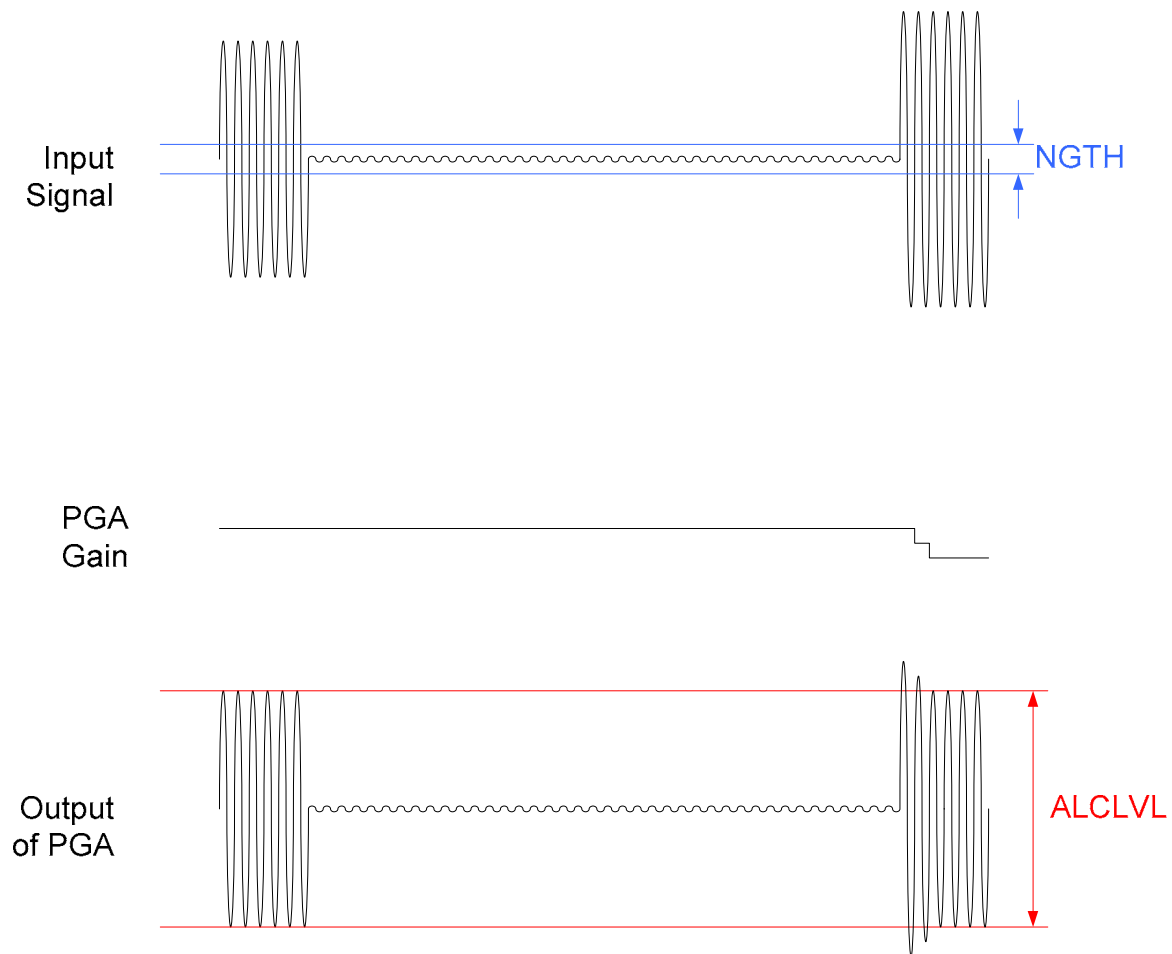 Input
Signal
NGTH
PGA
Gain
Output
of PGA
ALCLVL